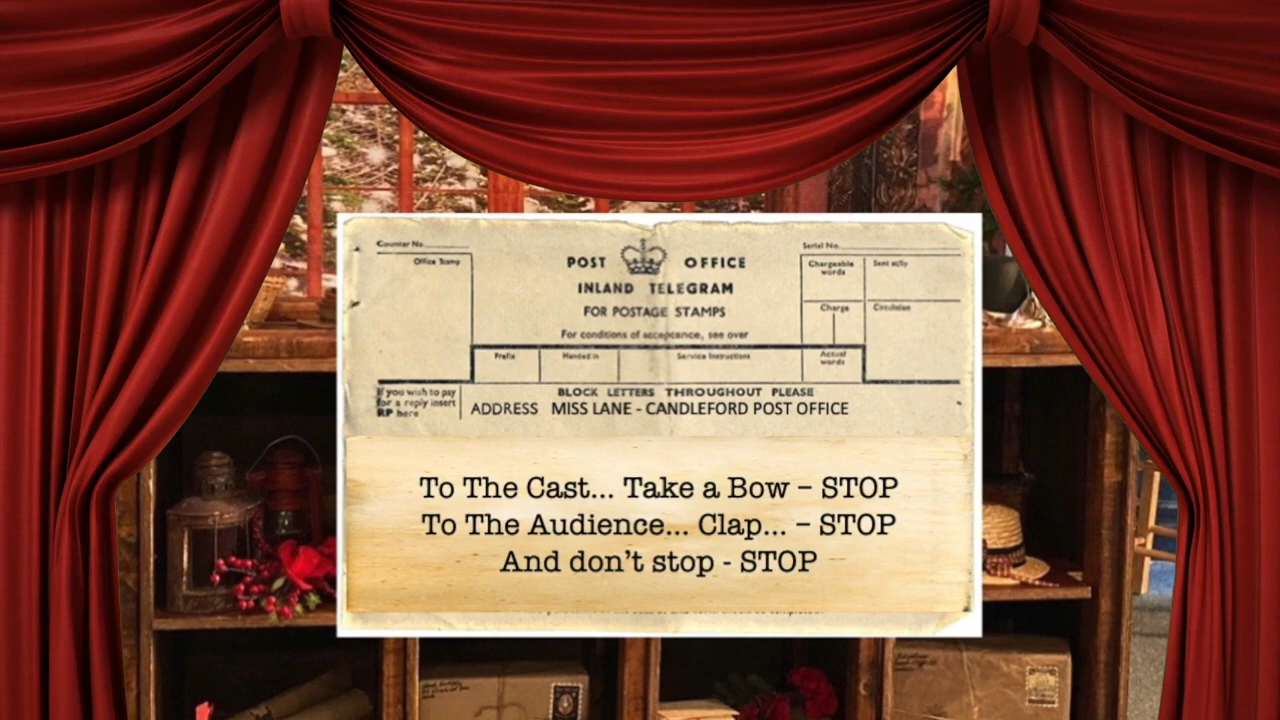 Counter No.
Serial No.
Office Stamp
POST OFFICE
INLAND TELEGRAM
FOR POSTAGE STAMPS
For conditions of acceptance, see over
Chargeable words
Sent at/By
Charge
Circulation
Prefix
Handed in
Service Instructions
Actual words
If you wish to pay
for a reply insert
RP here
BLOCK LETTERS THROUGHOUT PLEASE
ADDRESS MISS LANE - CANDLEFORD POST OFFICE
To The Cast... Take a Bow – STOP
To The Audience... Clap... – STOP
And don't stop - STOP